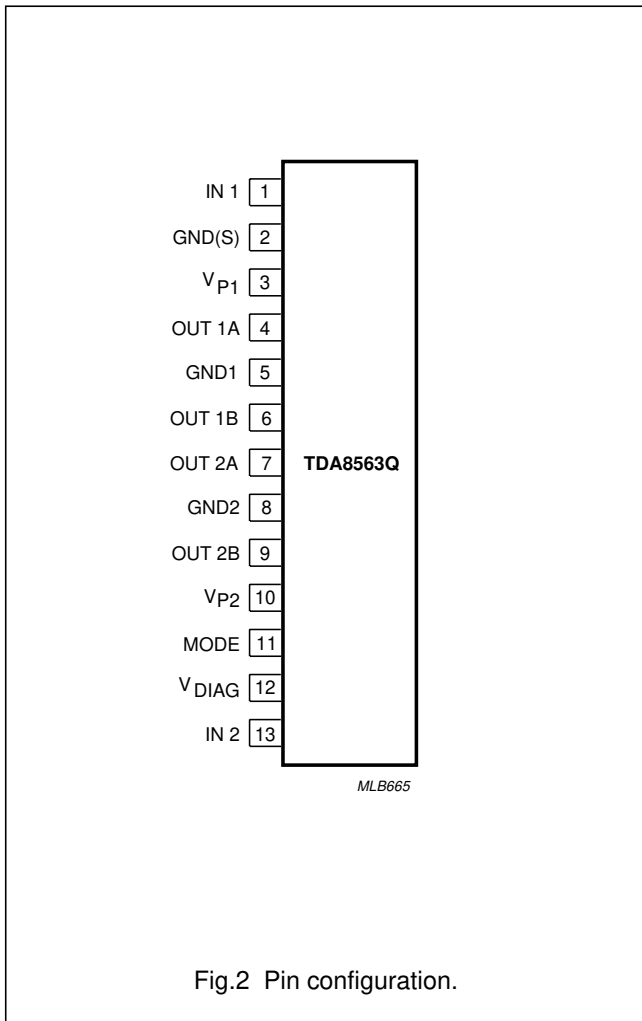 IN 1 1
GND(S) 2
VP1 3
OUT 1A 4
GND1 5
OUT 1B 6
OUT 2A 7 TDA8563Q
GND2 8
OUT 2B 9
VP2 10
MODE 11
VDIAG 12
IN 2 13
MLB665
Fig.2 Pin configuration.